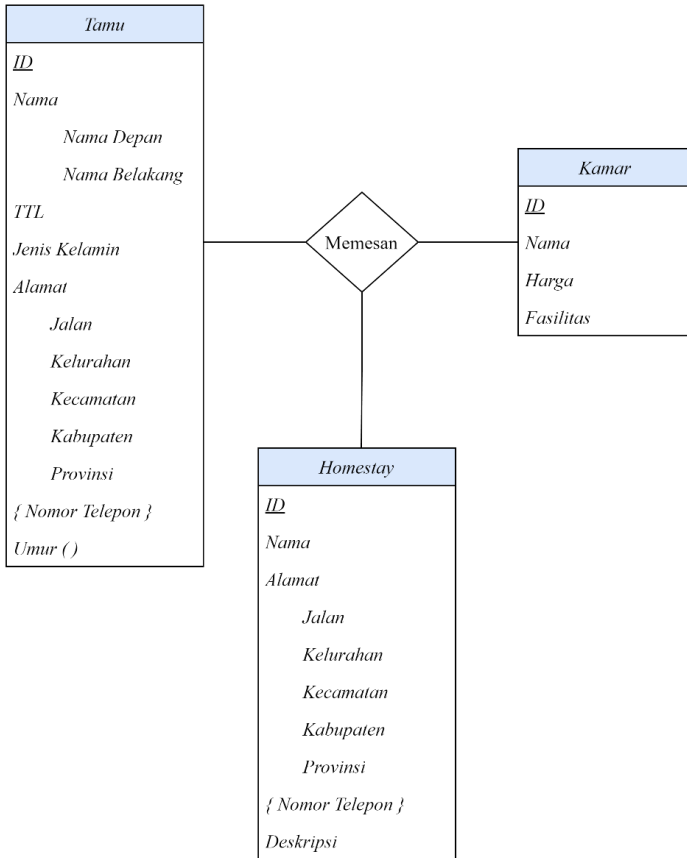 Tamu
ID
Nama
Nama Depan
Nama Belakang
TTL
Jenis Kelamin
Alamat
Jalan
Kelurahan
Kecamatan
Kabupaten
Provinsi
{ Nomor Telepon }
Umur ( )
Memesan
Kamar
ID
Nama
Harga
Fasilitas
Homestay
ID
Nama
Alamat
Jalan
Kelurahan
Kecamatan
Kabupaten
Provinsi
{ Nomor Telepon }
Deskripsi